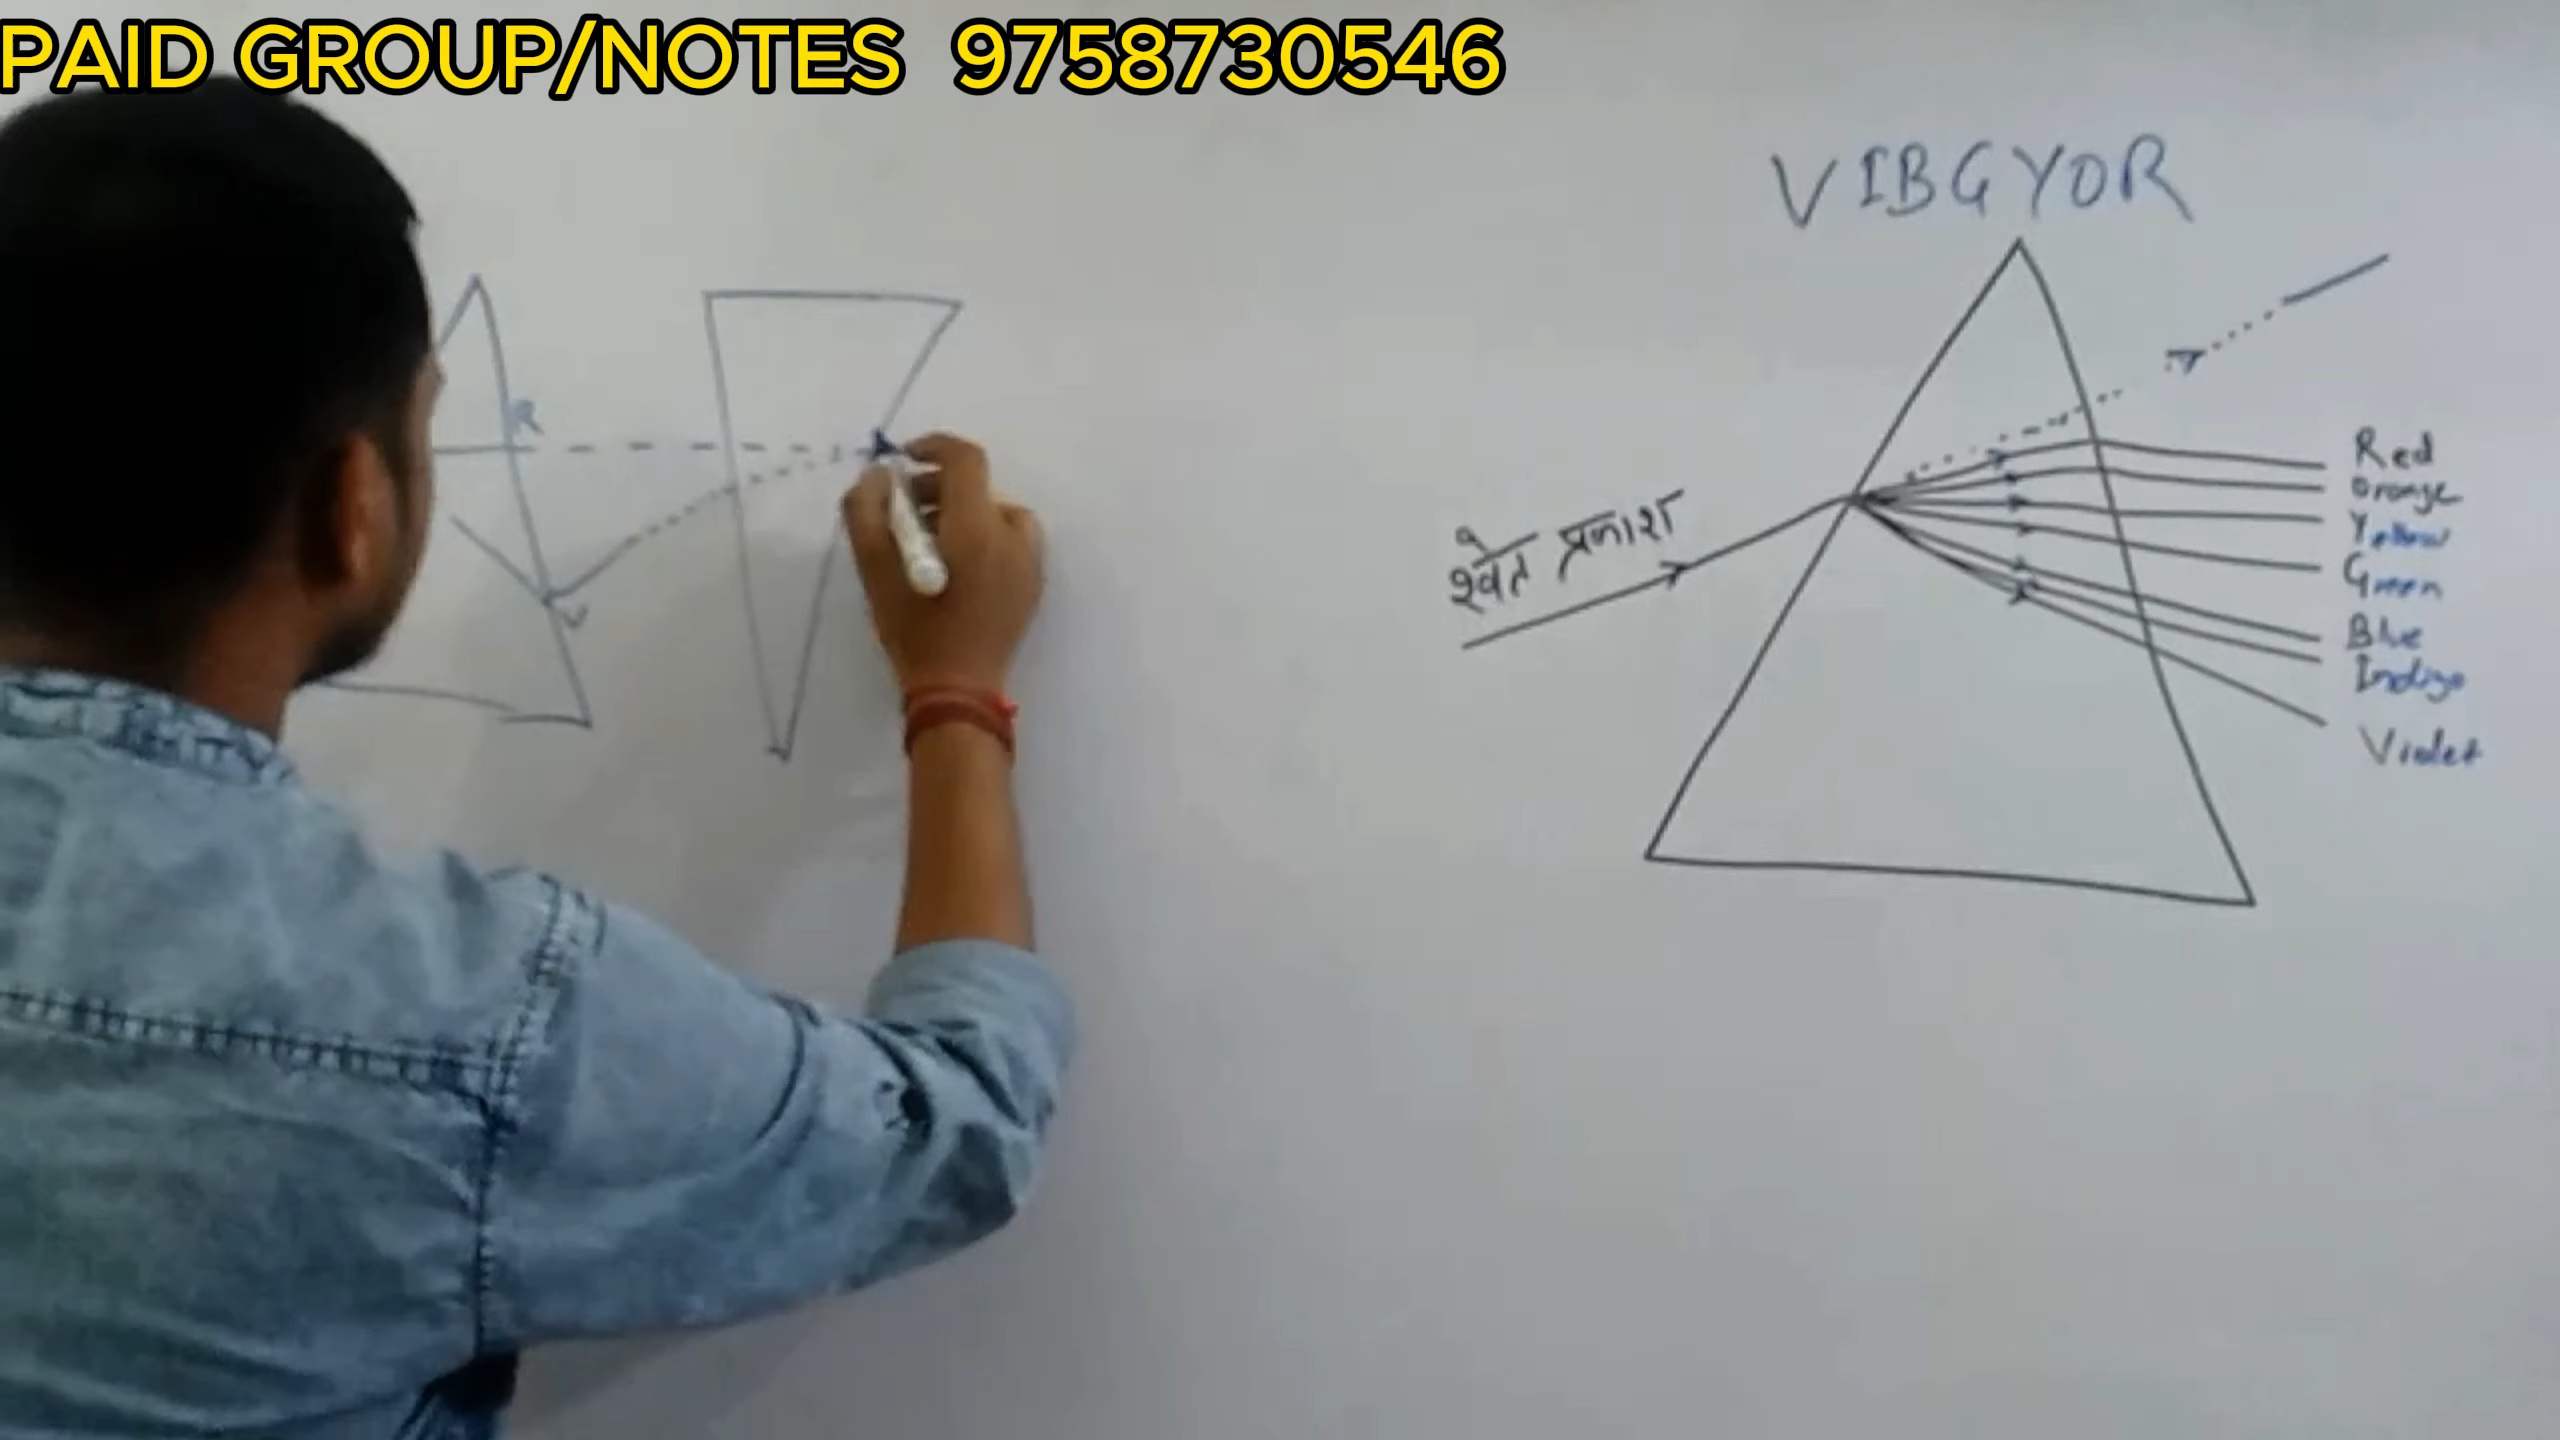 PAID GROUP/NOTES 9758730546
VIBGYOR
R
V
श्वेत प्रकाश
Red
Orange
Yellow
Green
Blue
Indigo
Violet